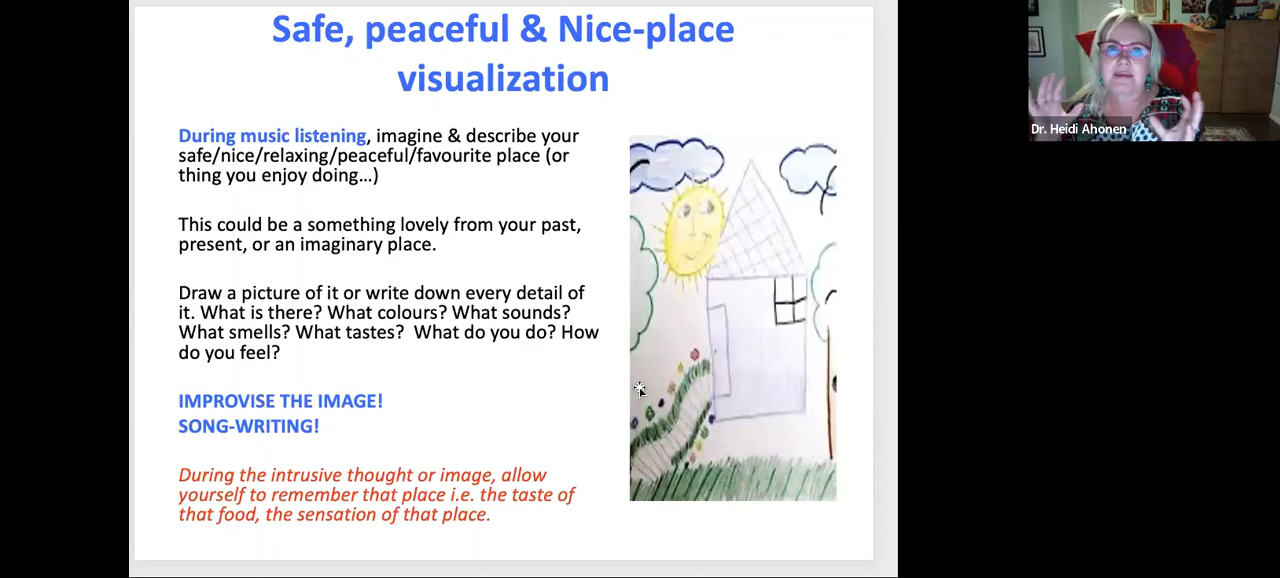 Safe, peaceful & Nice-place
visualization
During music listening, imagine & describe your
safe/nice/relaxing/peaceful/favourite place (or
thing you enjoy doing...)
This could be a something lovely from your past,
present, or an imaginary place.
Draw a picture of it or write down every detail of
it. What is there? What colours? What sounds?
What smells? What tastes?  What do you do? How
do you feel?
IMPROVISE THE IMAGE!
SONG-WRITING!
During the intrusive thought or image, allow
yourself to remember that place i.e. the taste of
that food, the sensation of that place.
Dr. Heidi Ahonen